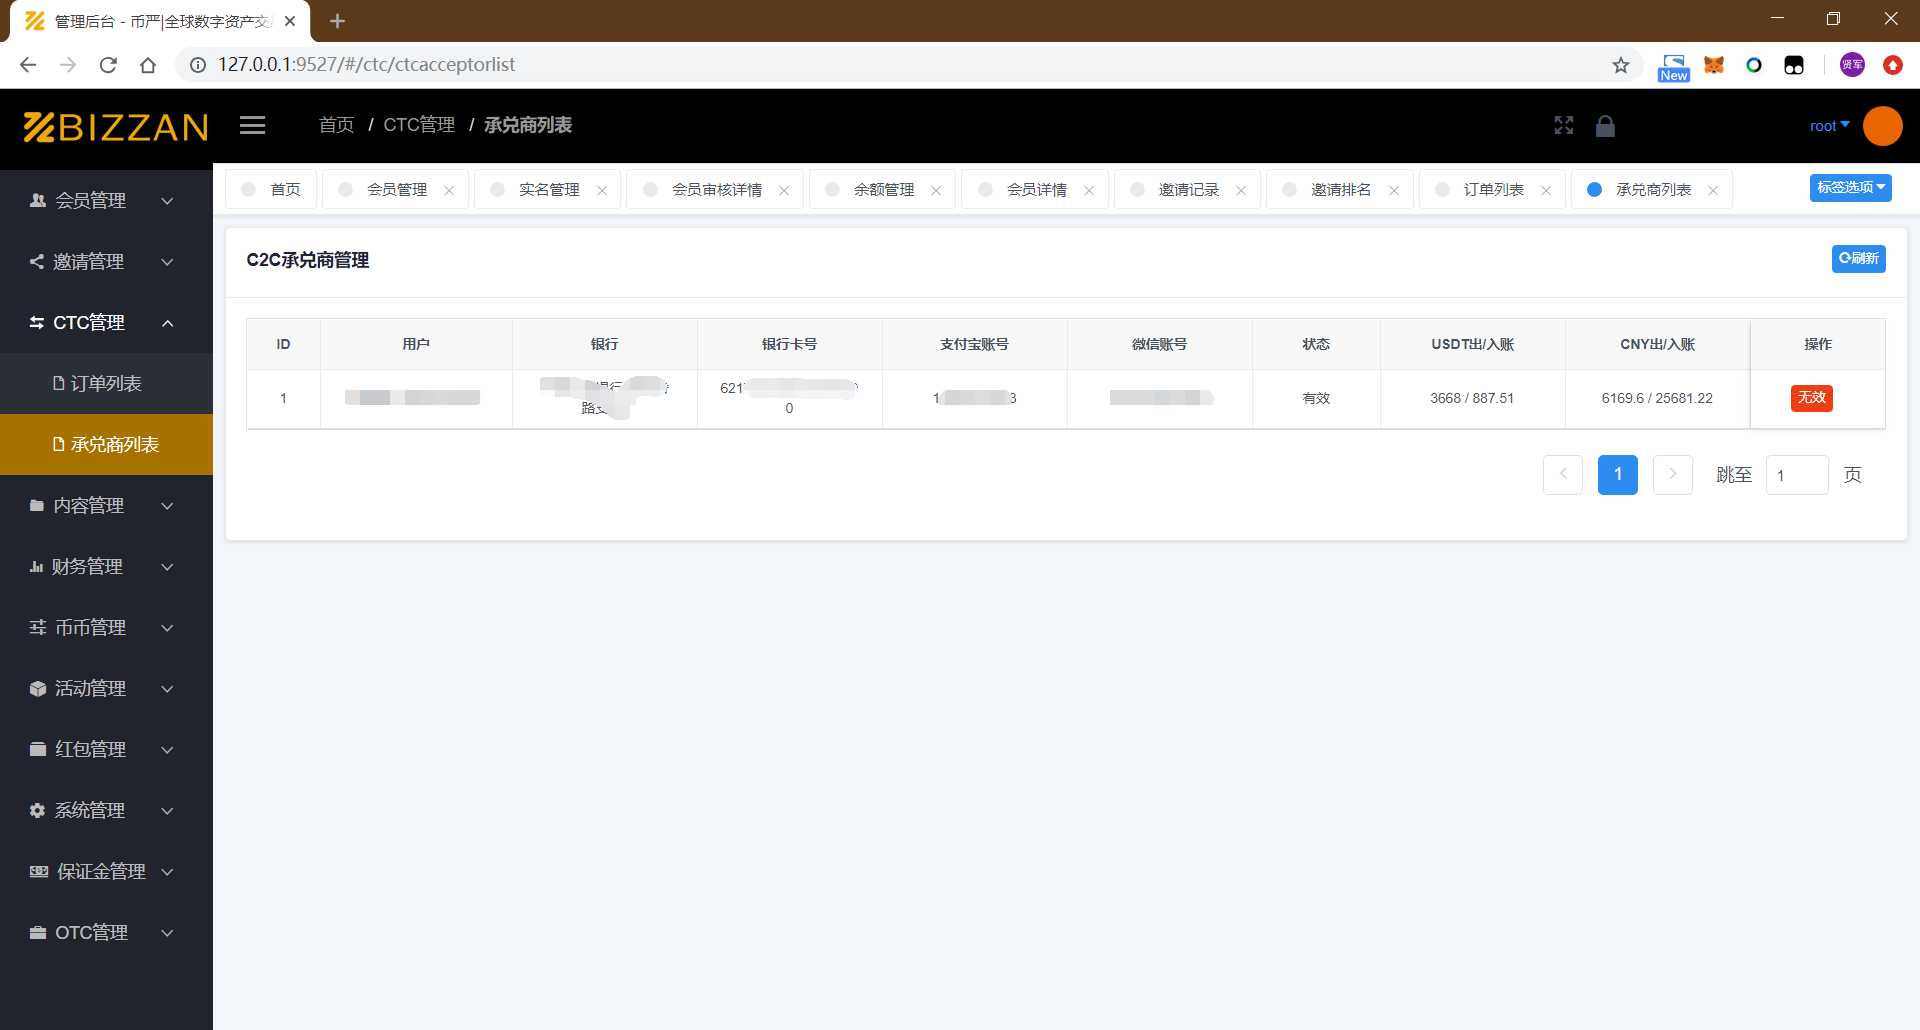 管理后台 - 币严|全球数字资产交
127.0.0.1:9527/#/ctc/ctcacceptorlist
New
贤军
BIZZAN
首页 / CTC管理 / 承兑商列表
root
会员管理
邀请管理
CTC管理
订单列表
承兑商列表
内容管理
财务管理
币币管理
活动管理
红包管理
系统管理
保证金管理
OTC管理
首页 会员管理 实名管理 会员审核详情 余额管理 会员详情 邀请记录 邀请排名 订单列表 承兑商列表 标签选项
C2C承兑商管理 刷新
ID 用户 银行 银行卡号 支付宝账号 微信账号 状态 USDT出/入账 CNY出/入账 操作
1 621 有效 3668 / 887.51 6169.6 / 25681.22 无效
路 0
1 跳至 1 页